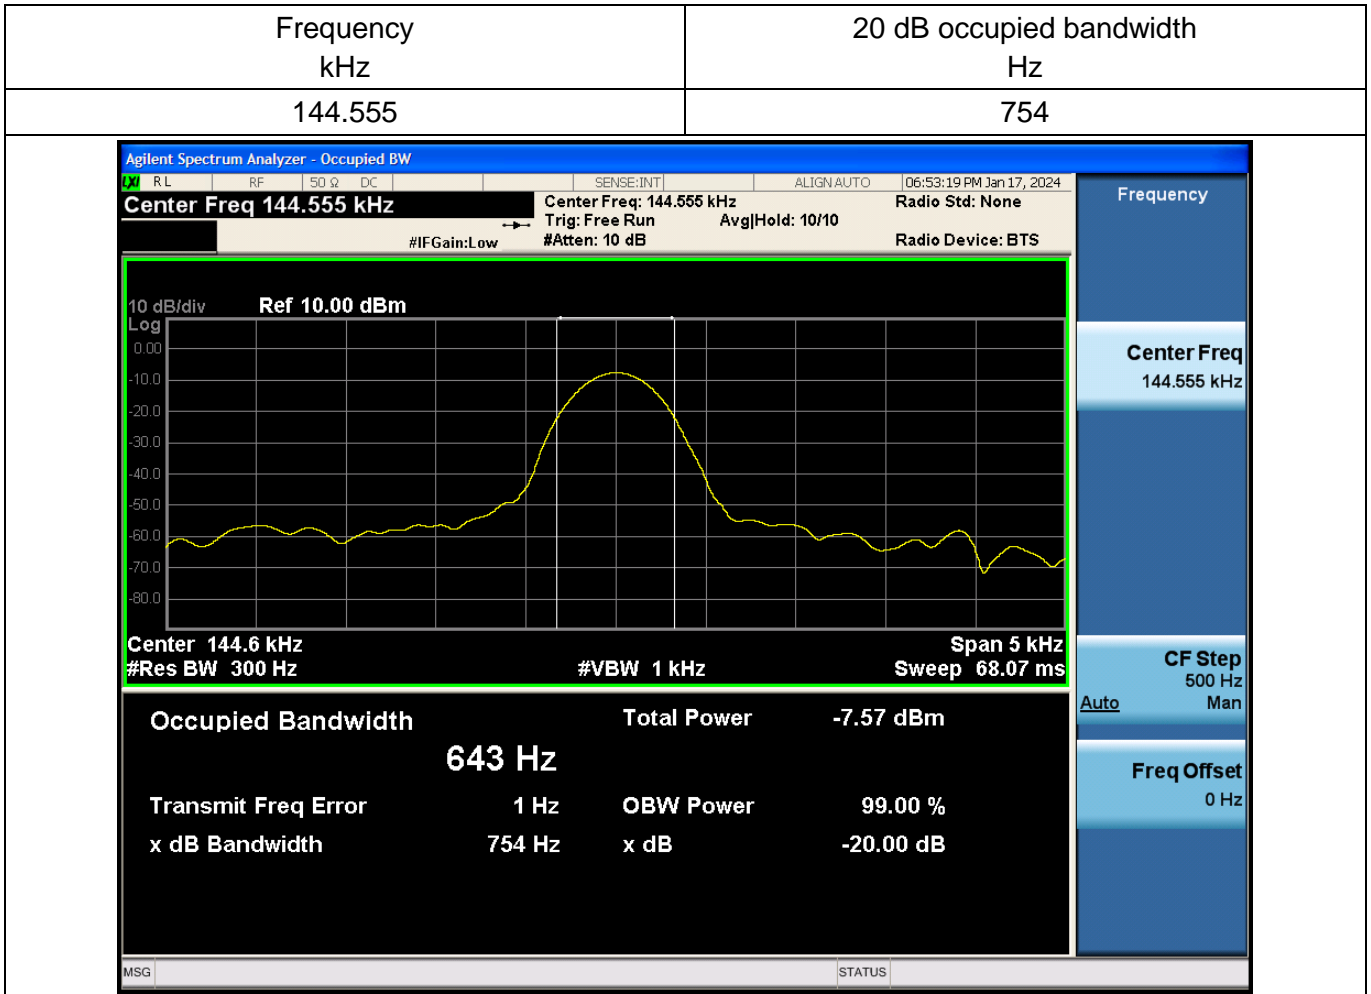 Frequency
kHz
20 dB occupied bandwidth
Hz
144.555
754
Agilent Spectrum Analyzer - Occupied BW
LXI RL RF 50 Ω DC SENSE:INT ALIGN AUTO 06:53:19 PM Jan 17, 2024
Center Freq 144.555 kHz
Center Freq: 144.555 kHz
Radio Std: None
Trig: Free Run
Avg|Hold: 10/10
#IFGain:Low
#Atten: 10 dB
Radio Device: BTS
10 dB/div
Ref 10.00 dBm
Log
0.00
-10.0
-20.0
-30.0
-40.0
-50.0
-60.0
-70.0
-80.0
Center 144.6 kHz
Span 5 kHz
#Res BW 300 Hz
#VBW 1 kHz
Sweep 68.07 ms
Occupied Bandwidth
Total Power -7.57 dBm
643 Hz
Transmit Freq Error 1 Hz OBW Power 99.00 %
x dB Bandwidth 754 Hz x dB -20.00 dB
Frequency
Center Freq
144.555 kHz
CF Step
500 Hz
Auto Man
Freq Offset
0 Hz
MSG
STATUS